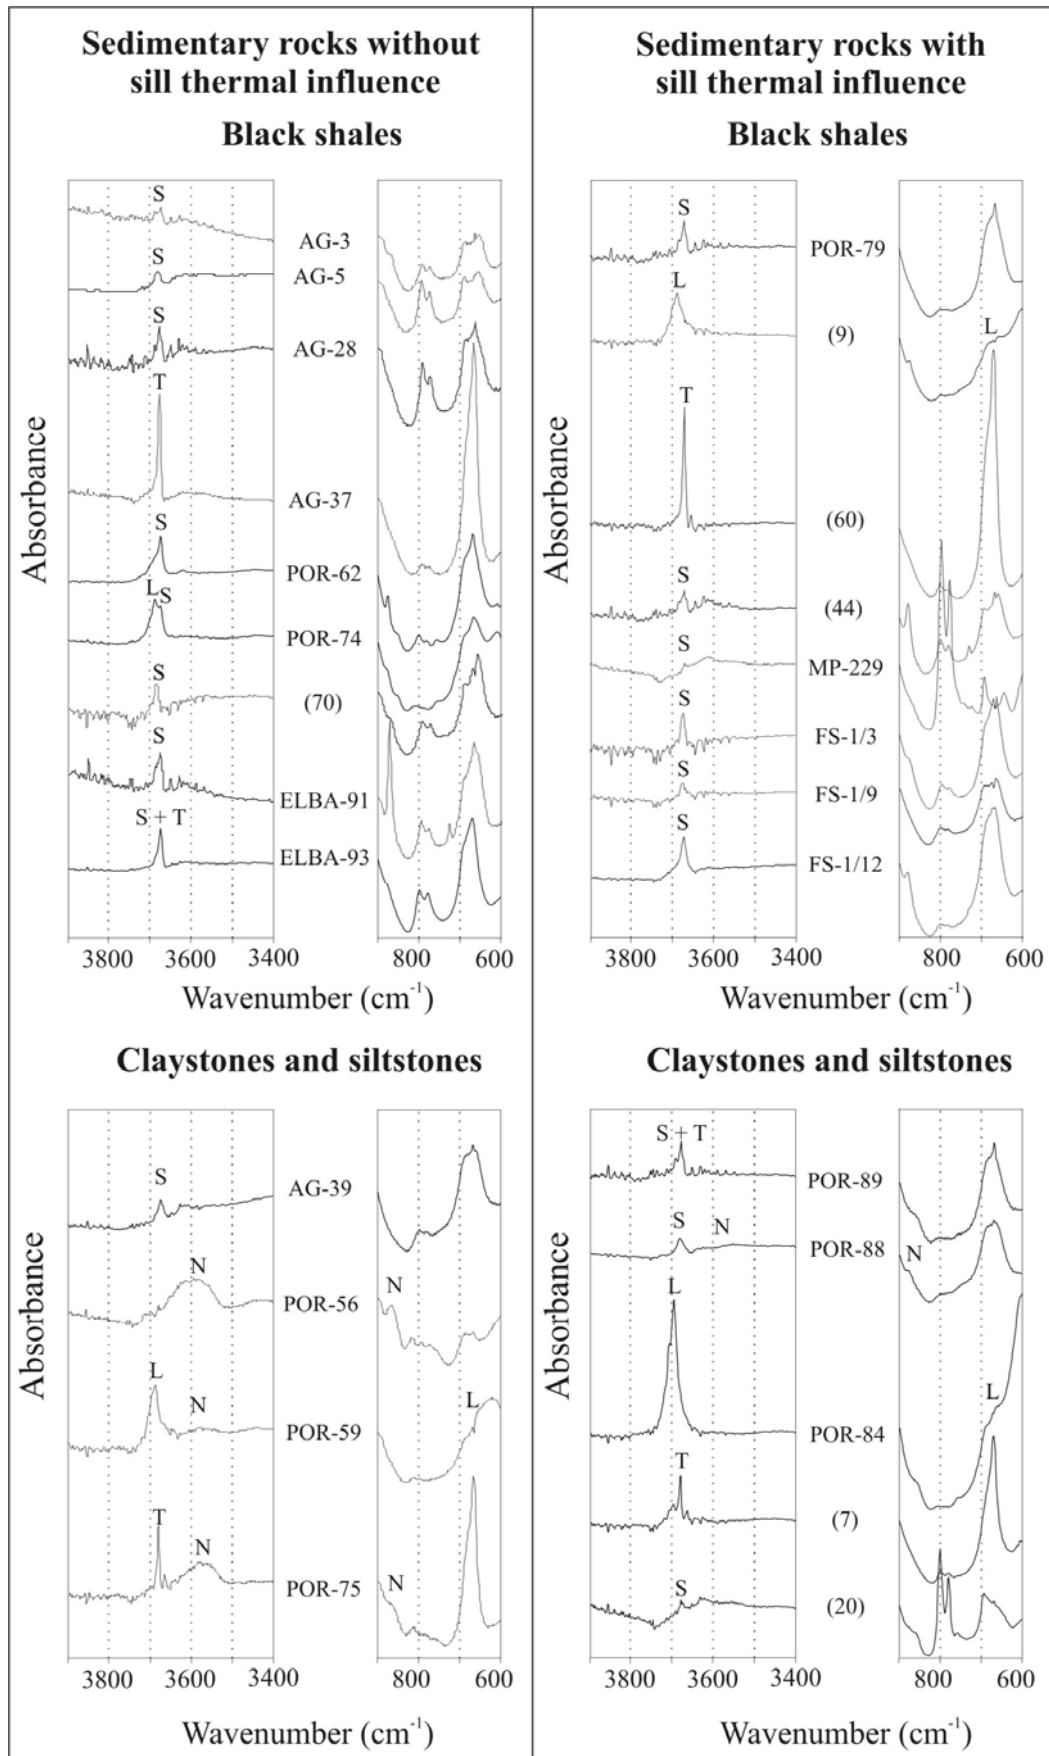 Sedimentary rocks without
sill thermal influence
Black shales
S
AG-3
S
AG-5
S
AG-28
T
AG-37
S
POR-62
L S
POR-74
S
(70)
S
ELBA-91
S + T
ELBA-93
Absorbance
3800 3600 3400 800 600
Wavenumber (cm⁻¹)
Claystones and siltstones
S
AG-39
N
N
POR-56
L
N
L
POR-59
T
N
N
POR-75
Absorbance
3800 3600 3400 800 600
Wavenumber (cm⁻¹)
Sedimentary rocks with
sill thermal influence
Black shales
S
POR-79
L
L
(9)
T
(60)
S
(44)
S
MP-229
S
FS-1/3
S
FS-1/9
S
FS-1/12
Absorbance
3800 3600 3400 800 600
Wavenumber (cm⁻¹)
Claystones and siltstones
S + T
POR-89
S
N
N
POR-88
L
L
POR-84
T
(7)
S
(20)
Absorbance
3800 3600 3400 800 600
Wavenumber (cm⁻¹)